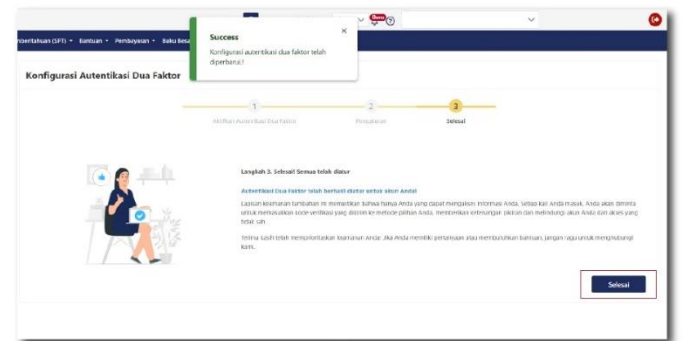 (SPT) Bantuan Pembayaran Buku Besa
Success
Konfigurasi autentikasi dua faktor telah
diperbarui!
Konfigurasi Autentikasi Dua Faktor
1 2 3
Autentikasi Dua Faktor Pengaturan Selesai
Langkah 3. Selesai! Semua telah diatur
Autentikasi Dua Faktor telah berhasil diatur untuk akun Anda!
Lapisan keamanan tambahan ini memastikan bahwa hanya Anda yang dapat mengakses informasi Anda. Setiap kali Anda masuk, Anda akan diminta
untuk memasukkan kode verifikasi yang dikirim ke metode pilihan Anda, memberikan ketenangan pikiran dan melindungi akun Anda dari akses yang
tidak sah.
Terima kasih telah memprioritaskan keamanan Anda! Jika Anda memiliki pertanyaan atau membutuhkan bantuan, jangan ragu untuk menghubungi
kami.
Selesai